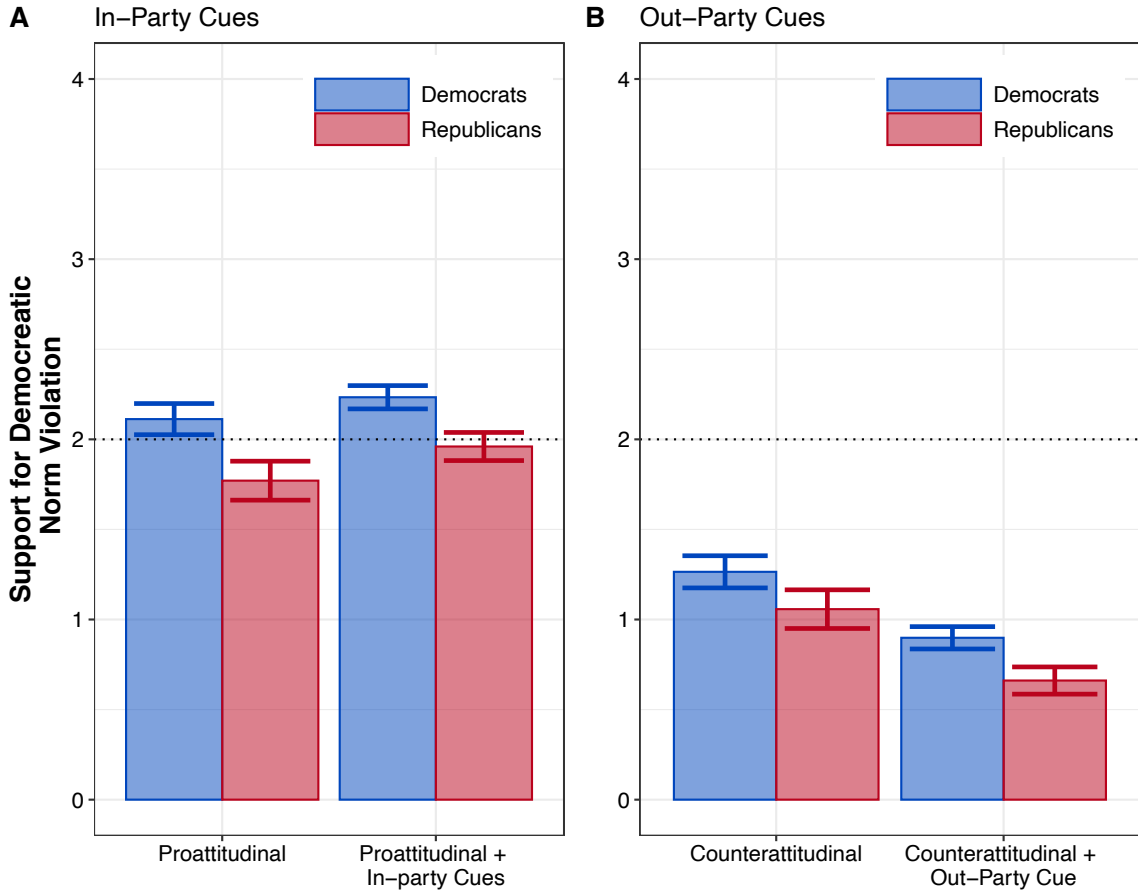 A In−Party Cues
Support for Democreatic
Norm Violation
4
3
2
1
0
Democrats
Republicans
Proattitudinal
Proattitudinal +
In−party Cues
B Out−Party Cues
4
3
2
1
0
Democrats
Republicans
Counterattitudinal
Counterattitudinal +
Out−Party Cue